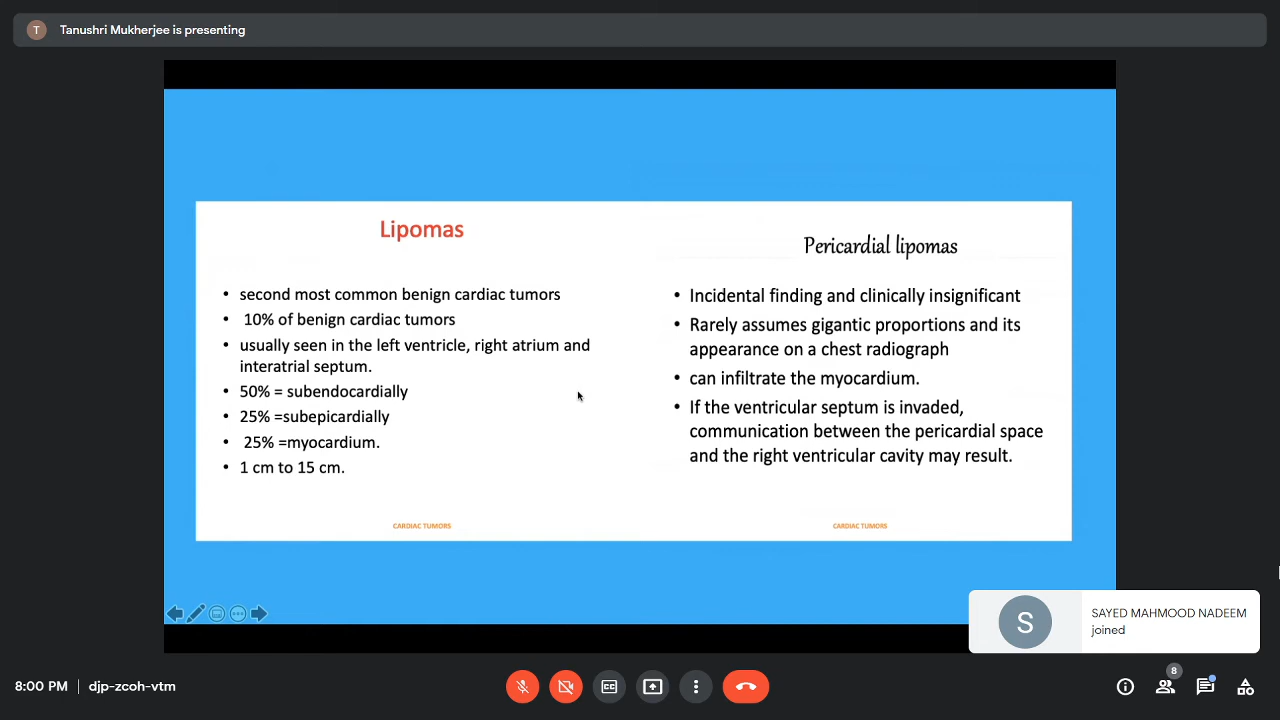 T
Tanushri Mukherjee is presenting
Lipomas
• second most common benign cardiac tumors
• 10% of benign cardiac tumors
• usually seen in the left ventricle, right atrium and
interatrial septum.
• 50% = subendocardially
• 25% =subepicardially
• 25% =myocardium.
• 1 cm to 15 cm.
CARDIAC TUMORS
Pericardial lipomas
• Incidental finding and clinically insignificant
• Rarely assumes gigantic proportions and its
appearance on a chest radiograph
• can infiltrate the myocardium.
• If the ventricular septum is invaded,
communication between the pericardial space
and the right ventricular cavity may result.
CARDIAC TUMORS
S
SAYED MAHMOOD NADEEM
joined
8:00 PM | djp-zcoh-vtm
CC
8